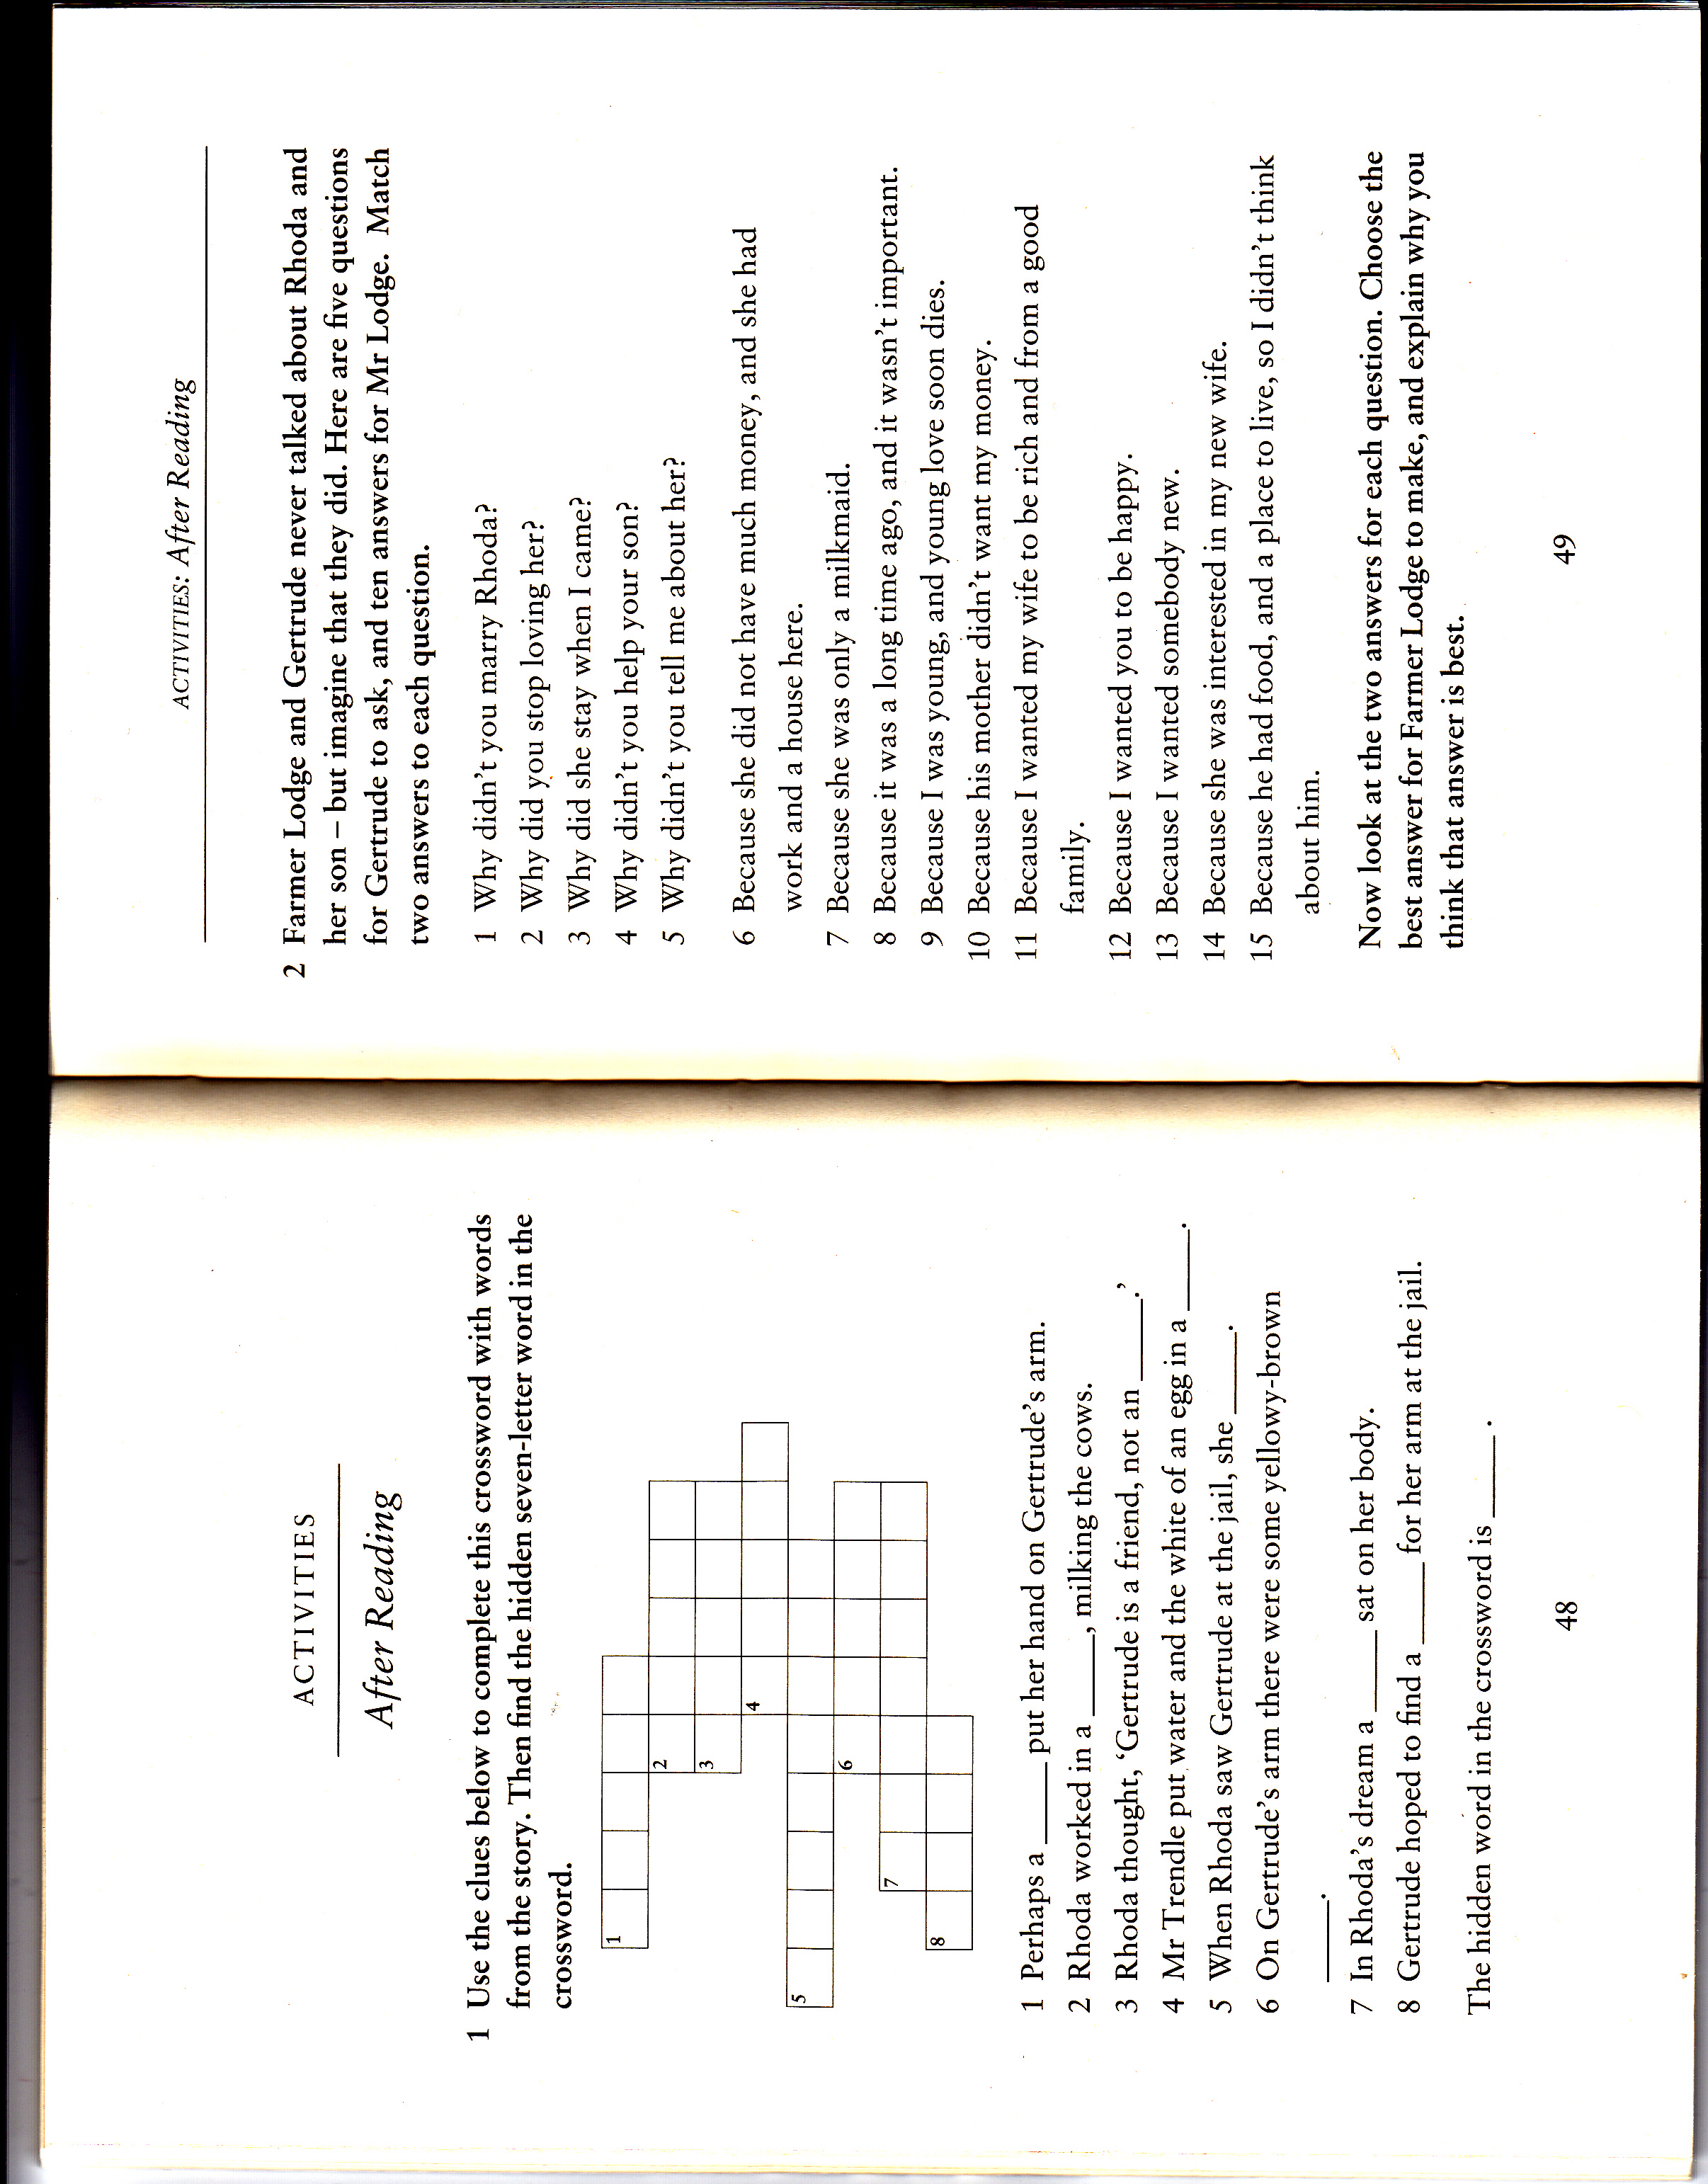 ACTIVITIES
After Reading
1 Use the clues below to complete this crossword with words
from the story. Then find the hidden seven-letter word in the
crossword.
1
2
3
4
5
6
7
8
1 Perhaps a _____ put her hand on Gertrude's arm.
2 Rhoda worked in a _____, milking the cows.
3 Rhoda thought, 'Gertrude is a friend, not an _____.'
4 Mr Trendle put water and the white of an egg in a _____.
5 When Rhoda saw Gertrude at the jail, she _____.
6 On Gertrude's arm there were some yellowy-brown
_____.
7 In Rhoda's dream a _____ sat on her body.
8 Gertrude hoped to find a _____ for her arm at the jail.
The hidden word in the crossword is _____.
48
ACTIVITIES: After Reading
2 Farmer Lodge and Gertrude never talked about Rhoda and
her son – but imagine that they did. Here are five questions
for Gertrude to ask, and ten answers for Mr Lodge. Match
two answers to each question.
1 Why didn't you marry Rhoda?
2 Why did you stop loving her?
3 Why did she stay when I came?
4 Why didn't you help your son?
5 Why didn't you tell me about her?
6 Because she did not have much money, and she had
work and a house here.
7 Because she was only a milkmaid.
8 Because it was a long time ago, and it wasn't important.
9 Because I was young, and young love soon dies.
10 Because his mother didn't want my money.
11 Because I wanted my wife to be rich and from a good
family.
12 Because I wanted you to be happy.
13 Because I wanted somebody new.
14 Because she was interested in my new wife.
15 Because he had food, and a place to live, so I didn't think
about him.
Now look at the two answers for each question. Choose the
best answer for Farmer Lodge to make, and explain why you
think that answer is best.
49